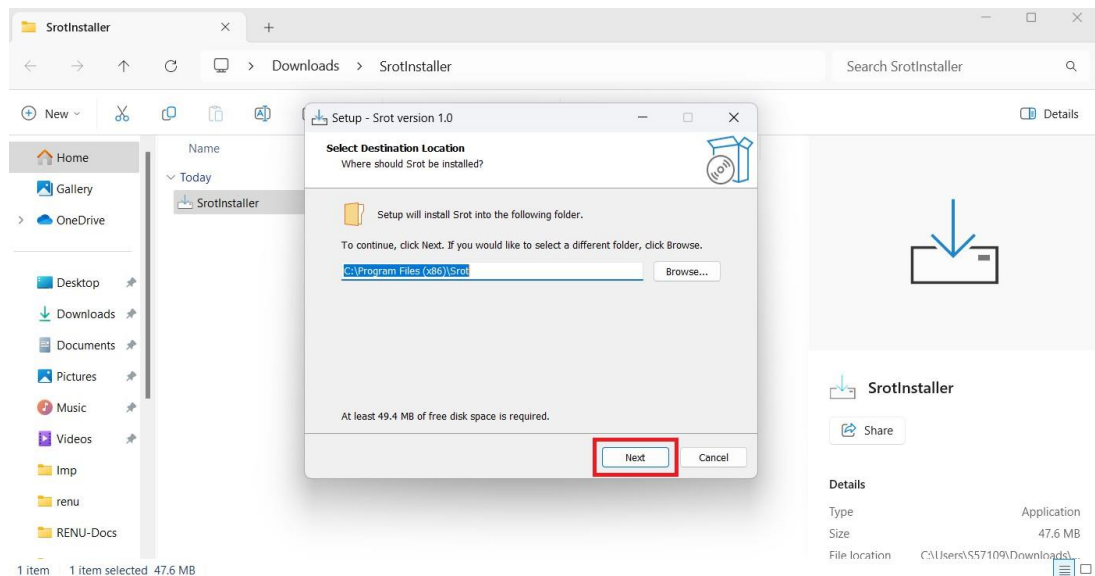 SrotInstaller
Downloads > SrotInstaller
Search SrotInstaller
New
Details
Home
Gallery
OneDrive
Desktop
Downloads
Documents
Pictures
Music
Videos
Imp
renu
RENU-Docs
Name
Today
SrotInstaller
Setup - Srot version 1.0
Select Destination Location
Where should Srot be installed?
Setup will install Srot into the following folder.
To continue, click Next. If you would like to select a different folder, click Browse.
C:\Program Files (x86)\Srot
Browse...
At least 49.4 MB of free disk space is required.
Next
Cancel
SrotInstaller
Share
Details
Type Application
Size 47.6 MB
File location C:\Users\S57109\Downloads\...
1 item 1 item selected 47.6 MB